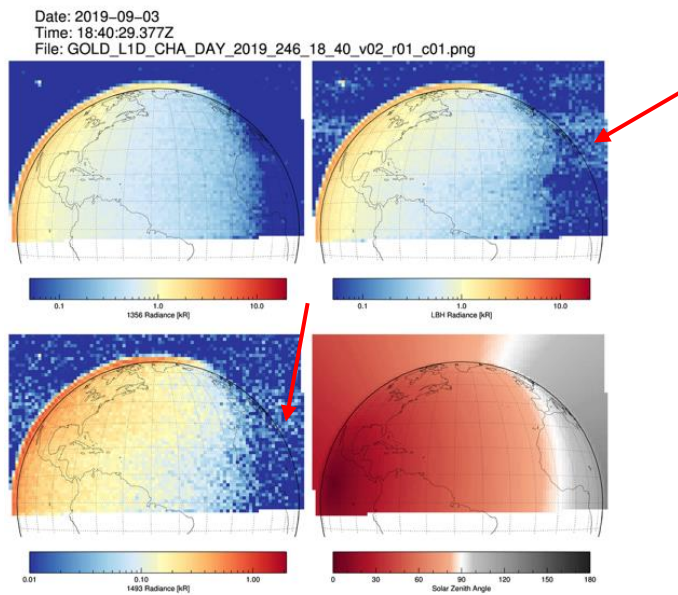 Date: 2019-09-03
Time: 18:40:29.377Z
File: GOLD_L1D_CHA_DAY_2019_246_18_40_v02_r01_c01.png
0.1 1.0 10.0
1356 Radiance [kR]
0.1 1.0 10.0
LBH Radiance [kR]
0.01 0.10 1.00
1493 Radiance [kR]
0 30 60 90 120 150 180
Solar Zenith Angle